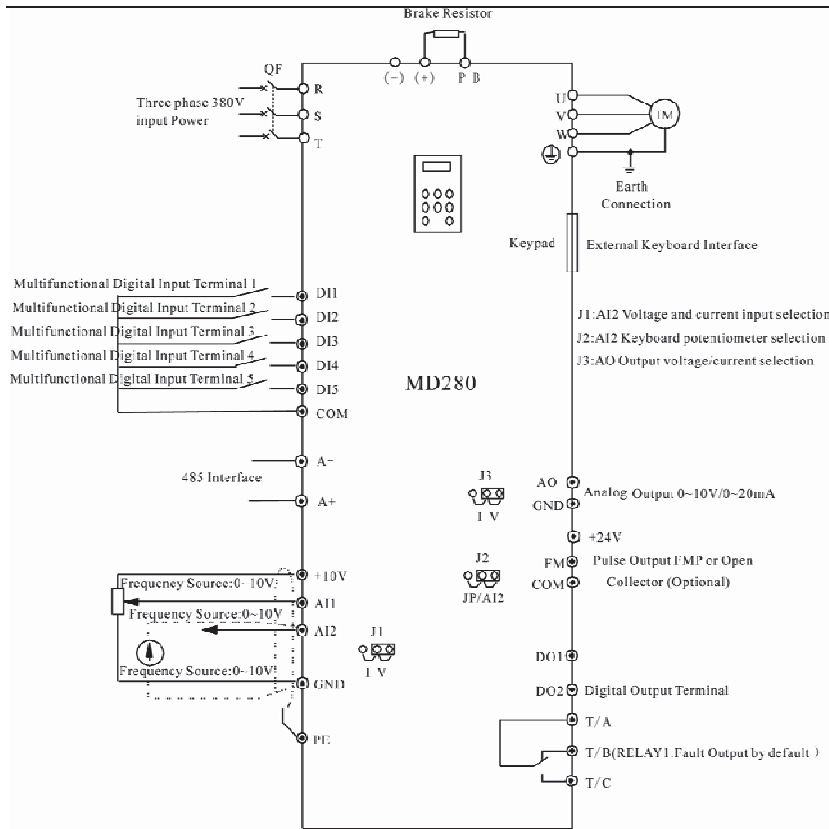 Brake Resistor
QF
(-) (+) P B
R
Three phase 380V
input Power
S
T
U
V
W
IM
Earth
Connection
Keypad
External Keyboard Interface
Multifunctional Digital Input Terminal 1
DI1
Multifunctional Digital Input Terminal 2
DI2
Multifunctional Digital Input Terminal 3
DI3
Multifunctional Digital Input Terminal 4
DI4
Multifunctional Digital Input Terminal 5
DI5
COM
J1:AI2 Voltage and current input selection
J2:AI2 Keyboard potentiometer selection
J3:AO Output voltage/current selection
MD280
A-
485 Interface
A+
J3
I V
AO
GND
Analog Output 0~10V/0~20mA
+24V
J2
JP/AI2
FM
COM
Pulse Output FMP or Open
Collector (Optional)
+10V
Frequency Source:0~10V
AI1
Frequency Source:0~10V
AI2
J1
I V
Frequency Source:0~10V
GND
PE
DO1
DO2
Digital Output Terminal
T/A
T/B(RELAY1:Fault Output by default )
T/C